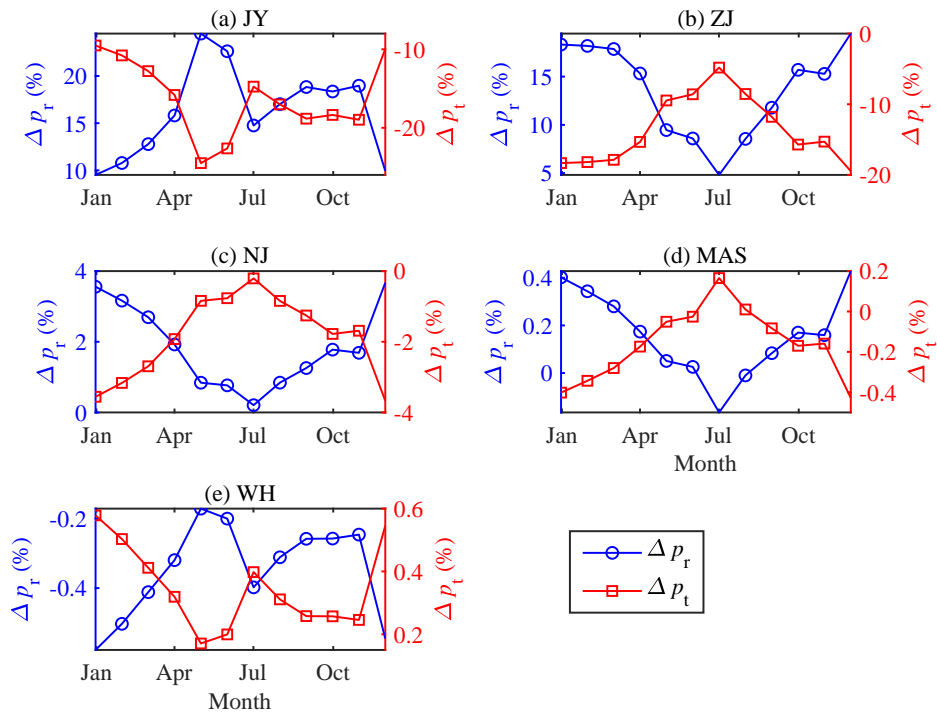 (a) JY
Δ p_r (%)
20
15
10
-10
-20
Δ p_t (%)
Jan Apr Jul Oct
(b) ZJ
Δ p_r (%)
15
10
5
0
-10
-20
Δ p_t (%)
Jan Apr Jul Oct
(c) NJ
Δ p_r (%)
4
2
0
0
-2
-4
Δ p_t (%)
Jan Apr Jul Oct
(d) MAS
Δ p_r (%)
0.4
0.2
0
0.2
0
-0.2
-0.4
Δ p_t (%)
Jan Apr Jul Oct
Month
(e) WH
Δ p_r (%)
-0.2
-0.4
0.6
0.4
0.2
Δ p_t (%)
Jan Apr Jul Oct
Month
Δ p_r
Δ p_t